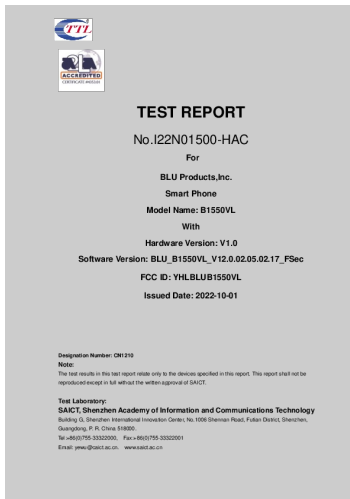 TTL
ACCREDITED
TEST REPORT
No.I22N01500-HAC
For
BLU Products,Inc.
Smart Phone
Model Name: B1550VL
With
Hardware Version: V1.0
Software Version: BLU_B1550VL_V12.0.02.05.02.17_FSec
FCC ID: YHLBLUB1550VL
Issued Date: 2022-10-01
Designation Number: CN1210
Note:
The test results in this test report relate only to the devices specified in this report. This report shall not be
reproduced except in full without the written approval of SAICT.
Test Laboratory:
SAICT, Shenzhen Academy of Information and Communications Technology
Building G, Shenzhen International Innovation Center, No.1006 Shennan Road, Futian District, Shenzhen,
Guangdong, P. R. China 518000.
Tel:+86(0)755-33322000, Fax:+86(0)755-33322001
Email: yewu@caict.ac.cn. www.saict.ac.cn